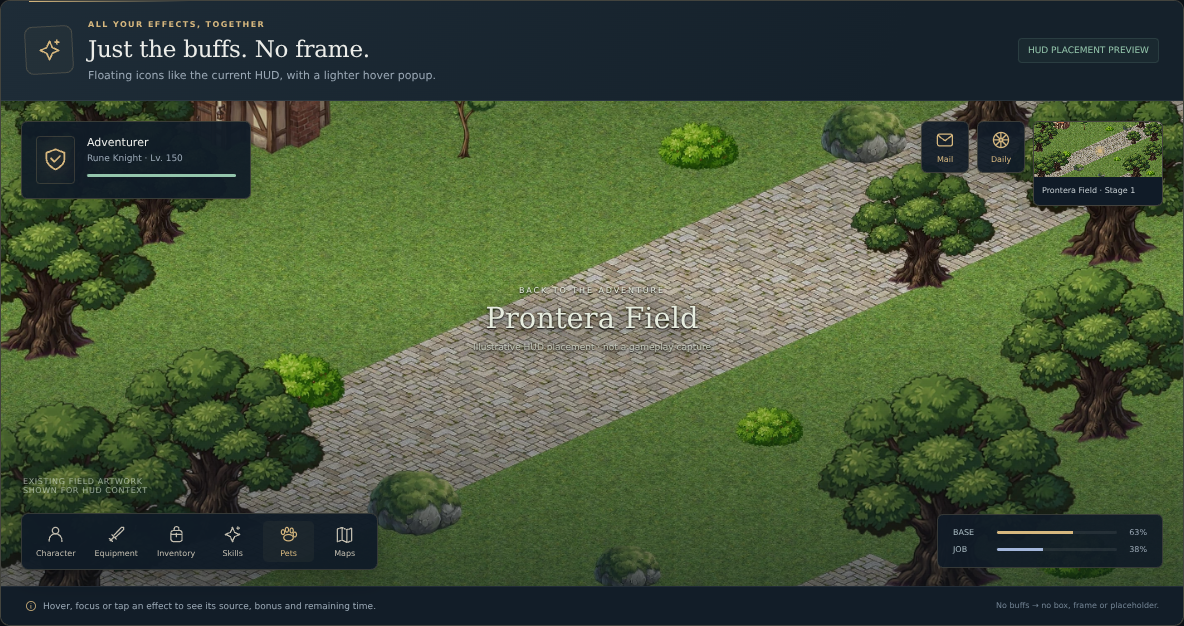 ALL YOUR EFFECTS, TOGETHER
Just the buffs. No frame.
Floating icons like the current HUD, with a lighter hover popup.
HUD PLACEMENT PREVIEW
Adventurer
Rune Knight · Lv. 150
Mail
Daily
Prontera Field · Stage 1
BACK TO THE ADVENTURE
Prontera Field
Illustrative HUD placement · not a gameplay capture
EXISTING FIELD ARTWORK
SHOWN FOR HUD CONTEXT
Character
Equipment
Inventory
Skills
Pets
Maps
BASE 63%
JOB 38%
Hover, focus or tap an effect to see its source, bonus and remaining time.
No buffs → no box, frame or placeholder.